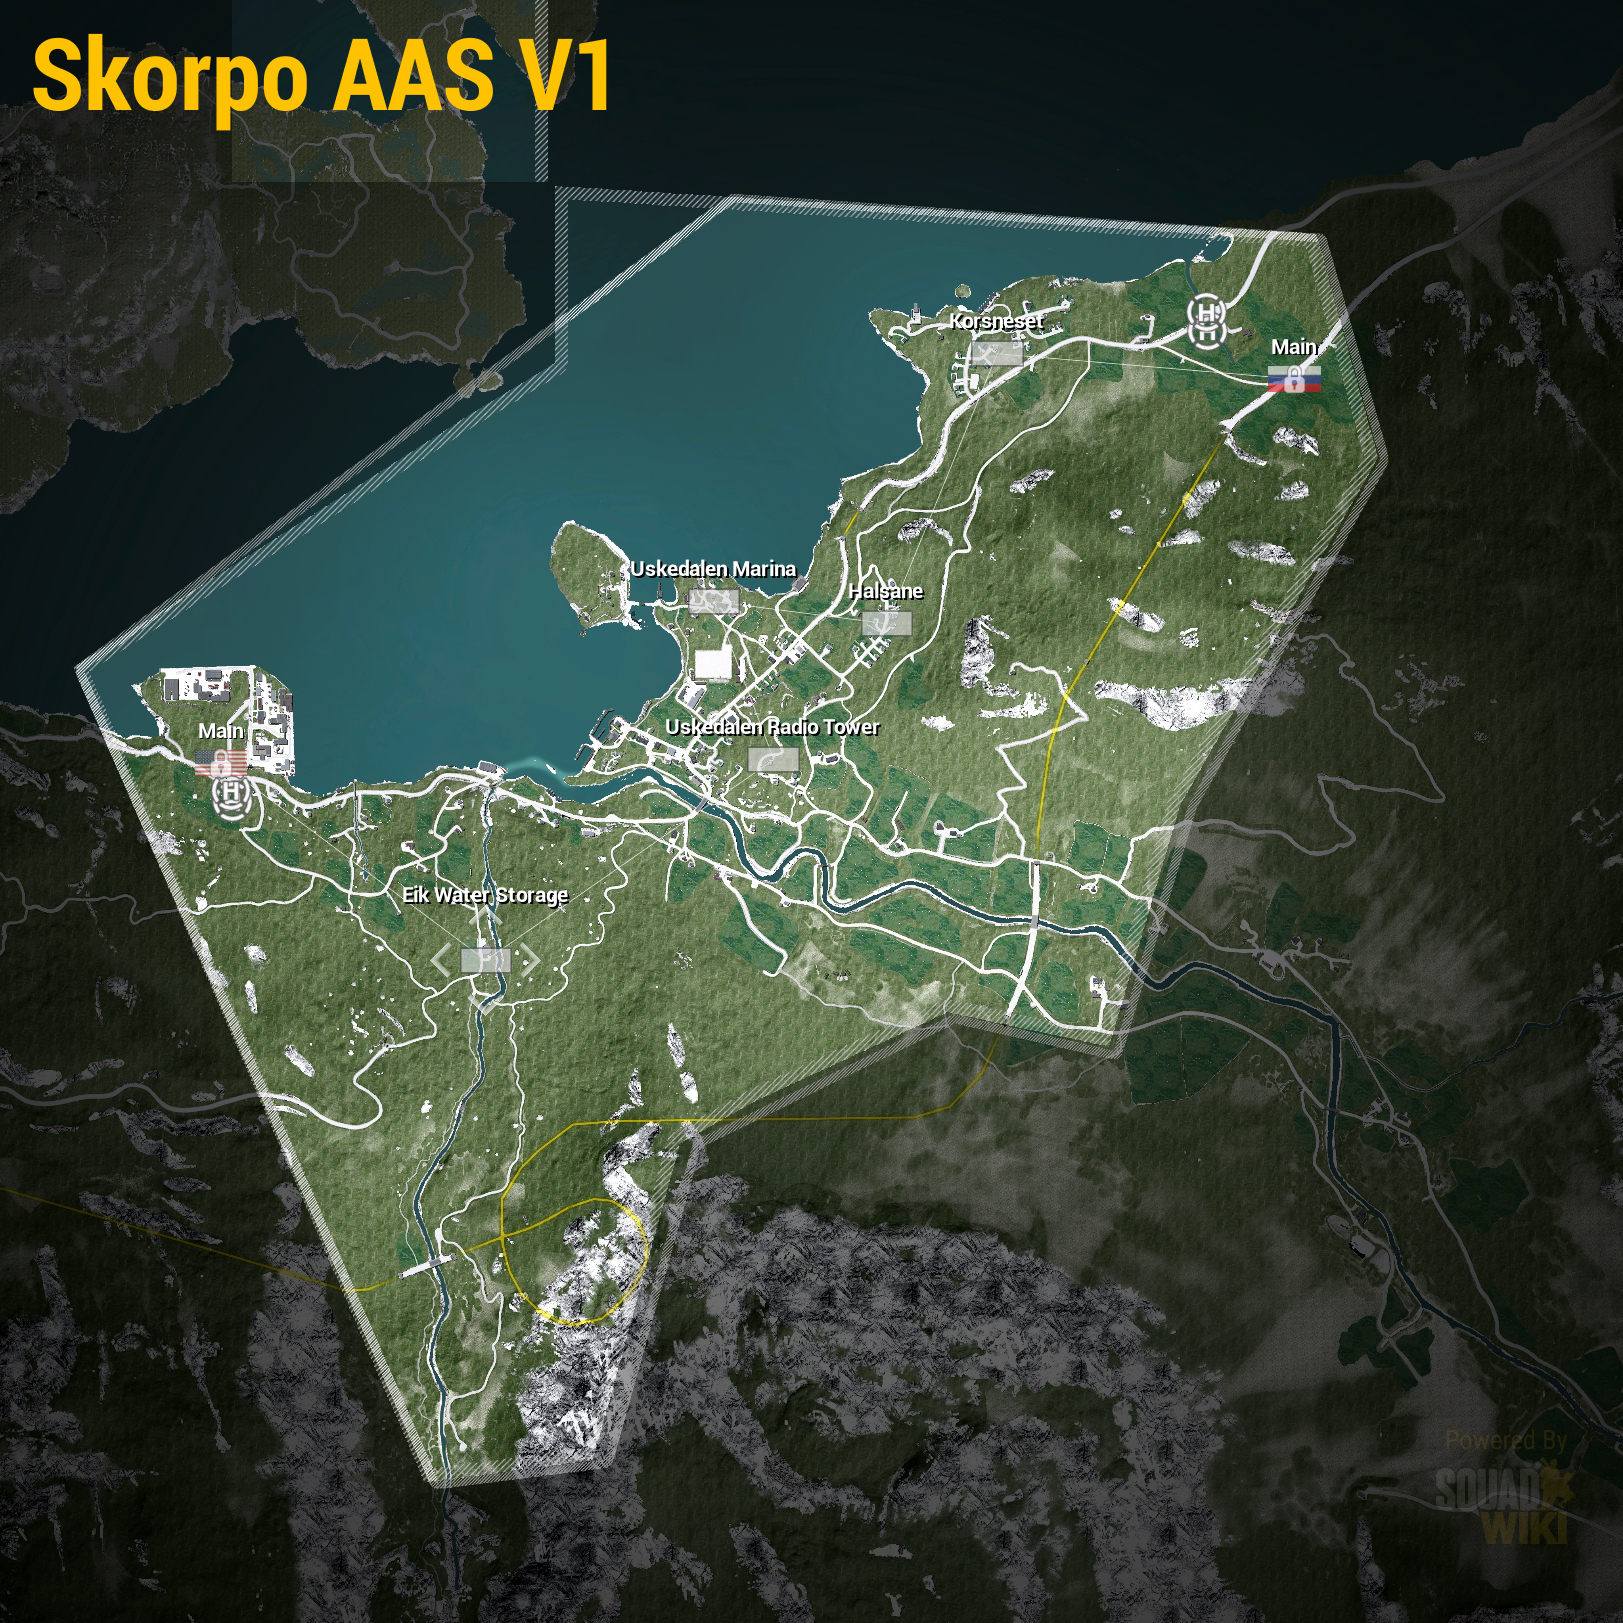 Skorpo AAS V1
Korsneset
H
H
Main
Uskedalen Marina
Halsane
Uskedalen Radio Tower
Main
H
Eik Water Storage
Powered By
SQUAD
WIKI